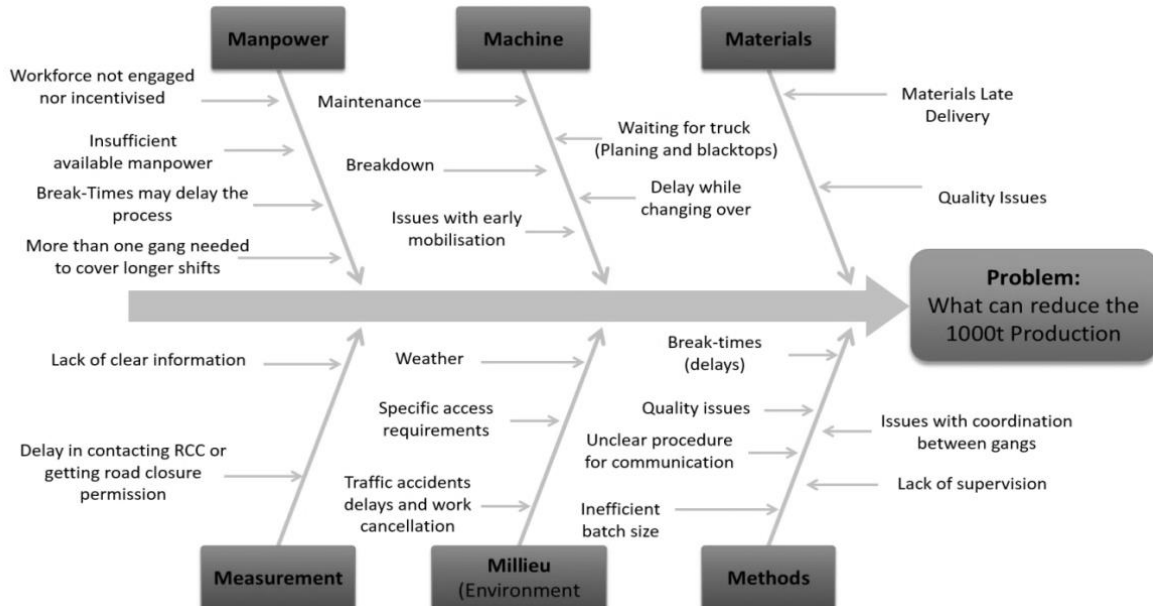 Manpower
Machine
Materials
Workforce not engaged
nor incentivised
Insufficient
available manpower
Break-Times may delay the
process
More than one gang needed
to cover longer shifts
Maintenance
Breakdown
Issues with early
mobilisation
Waiting for truck
(Planing and blacktops)
Delay while
changing over
Materials Late
Delivery
Quality Issues
Problem:
What can reduce the
1000t Production
Lack of clear information
Delay in contacting RCC or
getting road closure
permission
Weather
Specific access
requirements
Traffic accidents
delays and work
cancellation
Break-times
(delays)
Quality issues
Unclear procedure
for communication
Inefficient
batch size
Issues with coordination
between gangs
Lack of supervision
Measurement
Millieu
(Environment
Methods